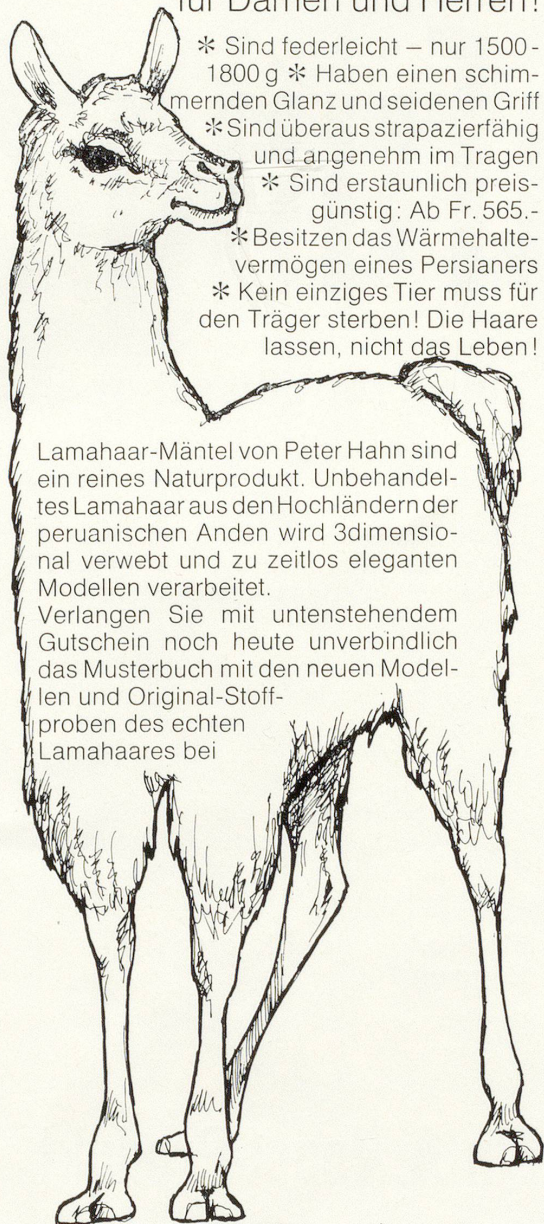 für Damen und Herren!
✻ Sind federleicht – nur 1500-
1800 g ✻ Haben einen schim-
mernden Glanz und seidenen Griff
✻ Sind überaus strapazierfähig
und angenehm im Tragen
✻ Sind erstaunlich preis-
günstig: Ab Fr. 565.-
✻ Besitzen das Wärmehalte-
vermögen eines Persianers
✻ Kein einziges Tier muss für
den Träger sterben! Die Haare
lassen, nicht das Leben!
Lamahaar-Mäntel von Peter Hahn sind
ein reines Naturprodukt. Unbehandel-
tes Lamahaar aus den Hochländern der
peruanischen Anden wird 3dimensio-
nal verwebt und zu zeitlos eleganten
Modellen verarbeitet.
Verlangen Sie mit untenstehendem
Gutschein noch heute unverbindlich
das Musterbuch mit den neuen Model-
len und Original-Stoff-
proben des echten
Lamahaares bei